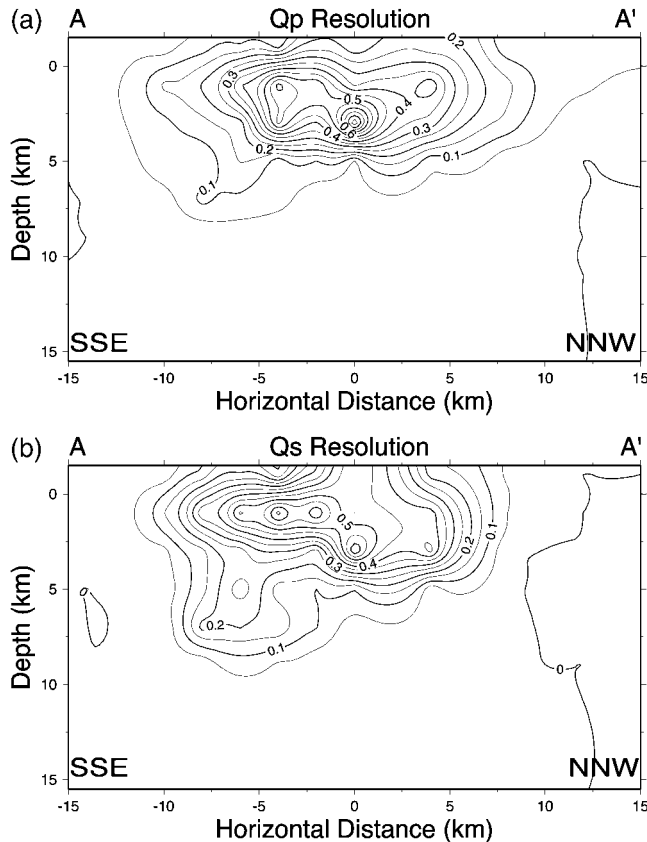 (a) A Qp Resolution A'
0.2
0
0.3
0.5
0.4
0.6
0.4
0.3
5
0.2
0.1
0.1
Depth (km)
10
SSE NNW
15
-15 -10 -5 0 5 10 15
Horizontal Distance (km)
(b) A Qs Resolution A'
0
0.5
0.1
0.2
0.3 0.4
5
0
0.2
0.1
Depth (km)
0
10
SSE NNW
15
-15 -10 -5 0 5 10 15
Horizontal Distance (km)